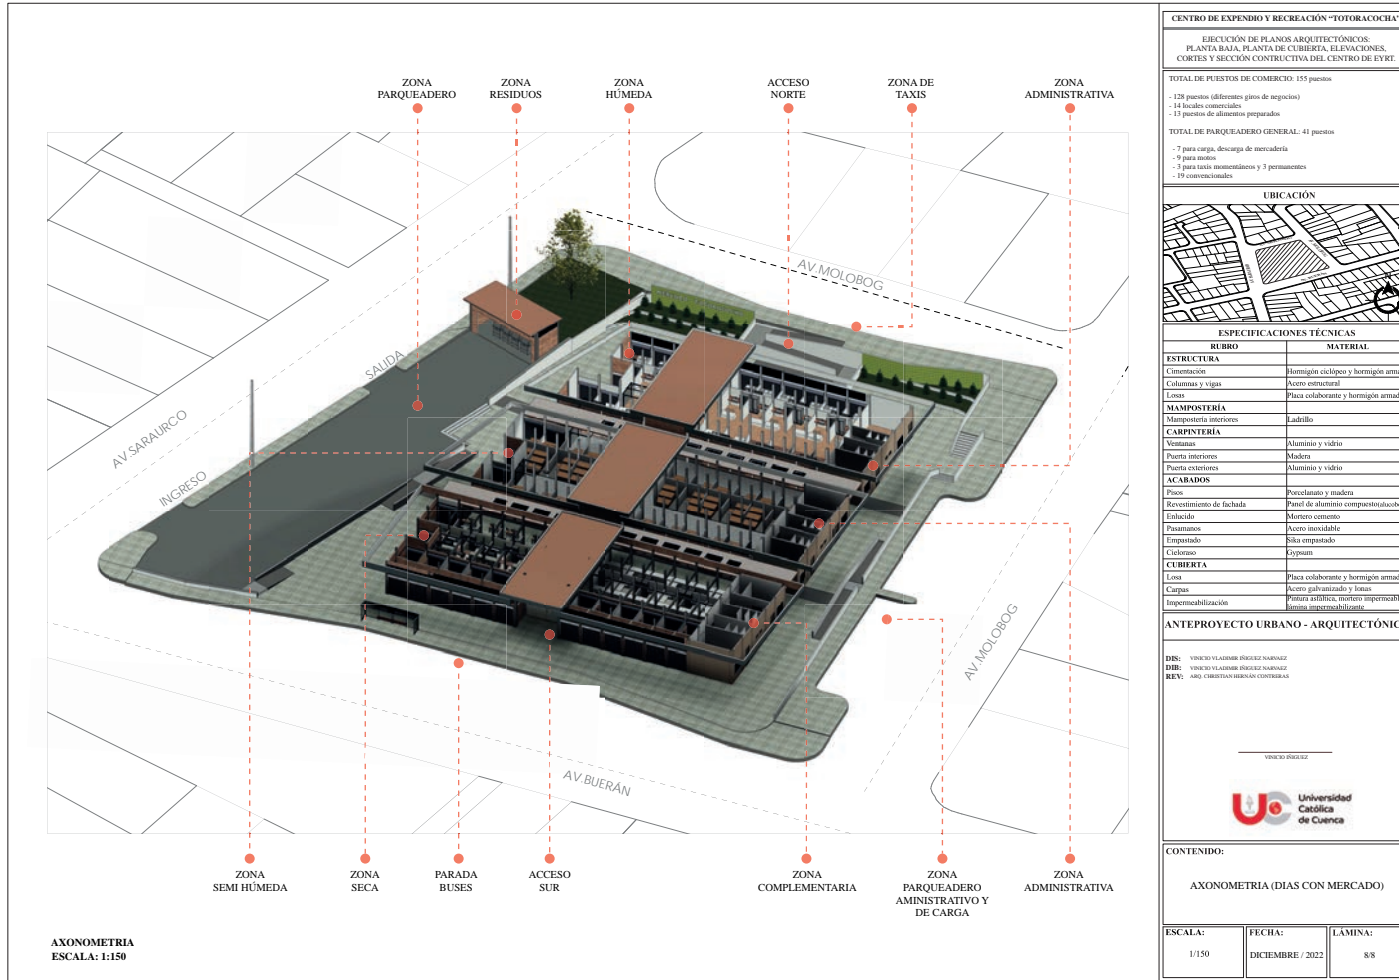 ZONA
PARQUEADERO
ZONA
RESIDUOS
ZONA
HÚMEDA
ACCESO
NORTE
ZONA DE
TAXIS
ZONA
ADMINISTRATIVA
AV.MOLOBOG
SALIDA
AV.SARAURCO
INGRESO
AV.MOLOBOG
AV.BUERÁN
ZONA
SEMI HÚMEDA
ZONA
SECA
PARADA
BUSES
ACCESO
SUR
ZONA
COMPLEMENTARIA
ZONA
PARQUEADERO
AMINISTRATIVO Y
DE CARGA
ZONA
ADMINISTRATIVA
AXONOMETRIA
ESCALA: 1:150
CENTRO DE EXPENDIO Y RECREACIÓN “TOTORACOCHA”
EJECUCIÓN DE PLANOS ARQUITECTÓNICOS:
PLANTA BAJA, PLANTA DE CUBIERTA, ELEVACIONES,
CORTES Y SECCIÓN CONTRUCTIVA DEL CENTRO DE EYRT.
TOTAL DE PUESTOS DE COMERCIO: 155 puestos
- 128 puestos (diferentes giros de negocios)
- 14 locales comerciales
- 13 puestos de alimentos preparados
TOTAL DE PARQUEADERO GENERAL: 41 puestos
- 7 para carga, descarga de mercadería
- 9 para motos
- 3 para taxis momentáneos y 3 permanentes
- 19 convencionales
UBICACIÓN
ESPECIFICACIONES TÉCNICAS
RUBRO MATERIAL
ESTRUCTURA
Cimentación Hormigón ciclópeo y hormigón arma
Columnas y vigas Acero estructural
Losas Placa colaborante y hormigón armad
MAMPOSTERÍA
Mampostería interiores Ladrillo
CARPINTERÍA
Ventanas Aluminio y vidrio
Puerta interiores Madera
Puerta exteriores Aluminio y vidrio
ACABADOS
Pisos Porcelanato y madera
Revestimiento de fachada Panel de aluminio compuesto
Enlucido Mortero cemento
Pasamanos Acero inoxidable
Empastado Sika empastado
Cieloraso Gypsum
CUBIERTA
Losa Placa colaborante y hormigón armad
Carpas Acero galvanizado y lonas
Impermeabilización Pintura asfáltica, mortero impermeabl
lámina impermeabilizante
ANTEPROYECTO URBANO - ARQUITECTÓNIC
DIS: VINICIO VLADIMIR IÑIGUEZ NARVAEZ
DIB: VINICIO VLADIMIR IÑIGUEZ NARVAEZ
REV: ARQ. CHRISTIAN HERNÁN CONTRERAS
VINICIO IÑIGUEZ
UC Universidad
Católica
de Cuenca
CONTENIDO:
AXONOMETRIA (DIAS CON MERCADO)
ESCALA: FECHA: LÁMINA:
1/150 DICIEMBRE / 2022 8/8